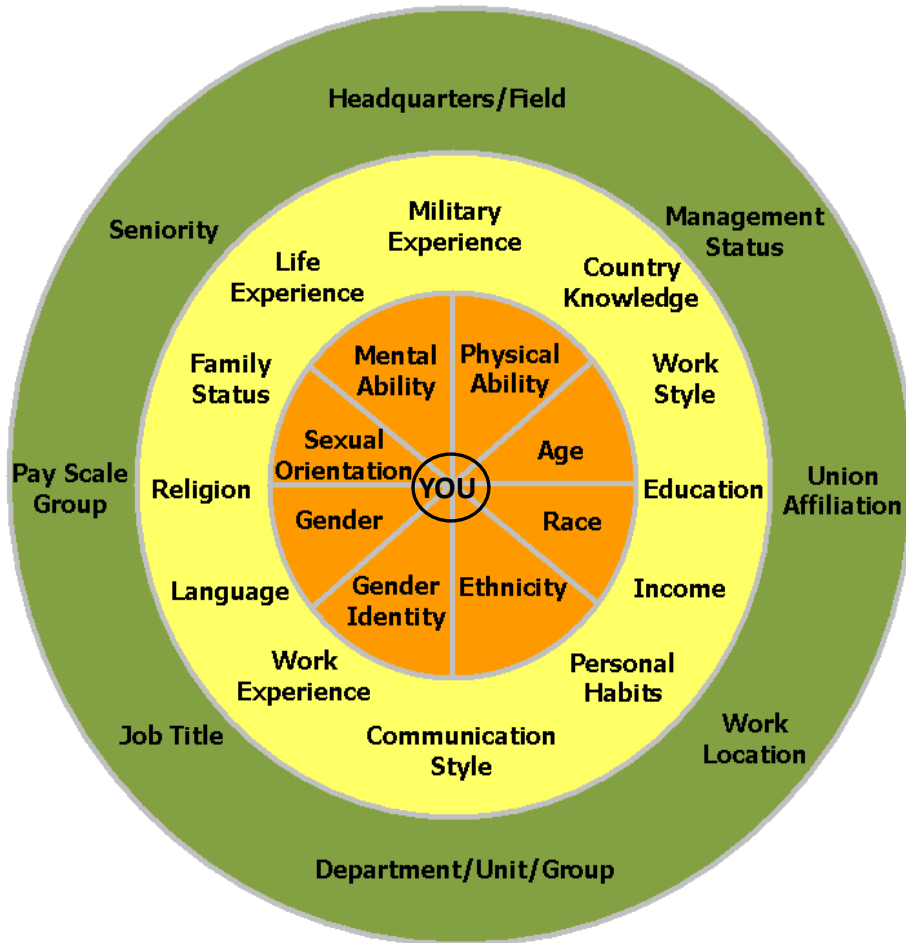 Headquarters/Field
Military
Experience
Management
Status
Seniority
Life
Experience
Country
Knowledge
Mental
Ability
Physical
Ability
Family
Status
Work
Style
Sexual
Orientation
Age
Pay Scale
Group
Religion
YOU
Education
Union
Affiliation
Gender
Race
Language
Gender
Identity
Ethnicity
Income
Work
Experience
Personal
Habits
Job Title
Communication
Style
Work
Location
Department/Unit/Group